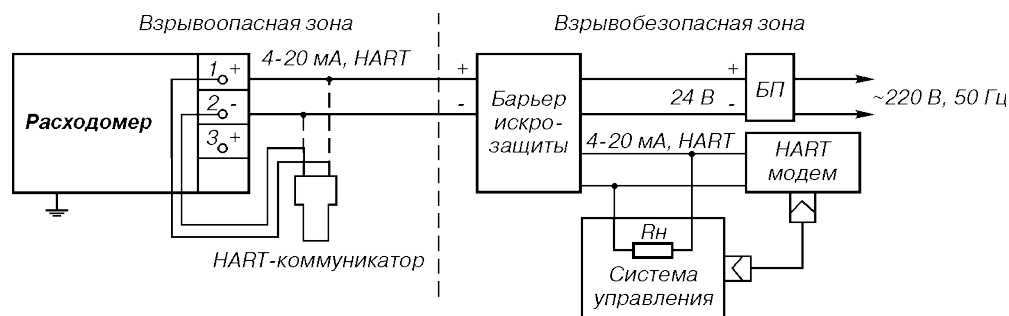 Взрывоопасная зона
Взрывобезопасная зона
1 +
4-20 мА, HART
+
+
2 -
-
24 В
-
БП
~220 В, 50 Гц
Расходомер
Барьер
искро-
защиты
3 +
4-20 мА, HART
HART
модем
Rн
HART-коммуникатор
Система
управления